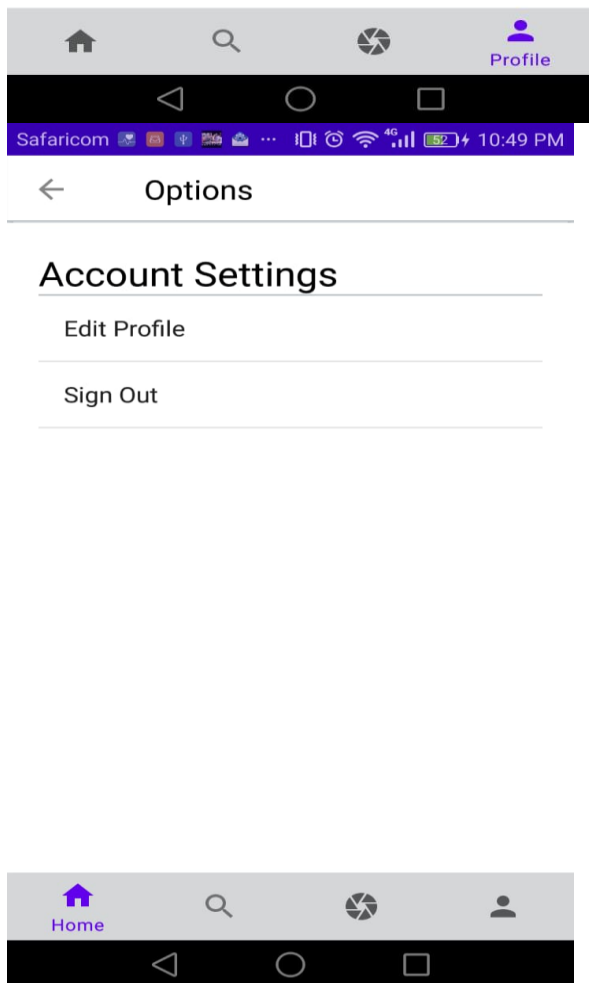 Profile
Safaricom ... 4G 52 10:49 PM
Options
Account Settings
Edit Profile
Sign Out
Home